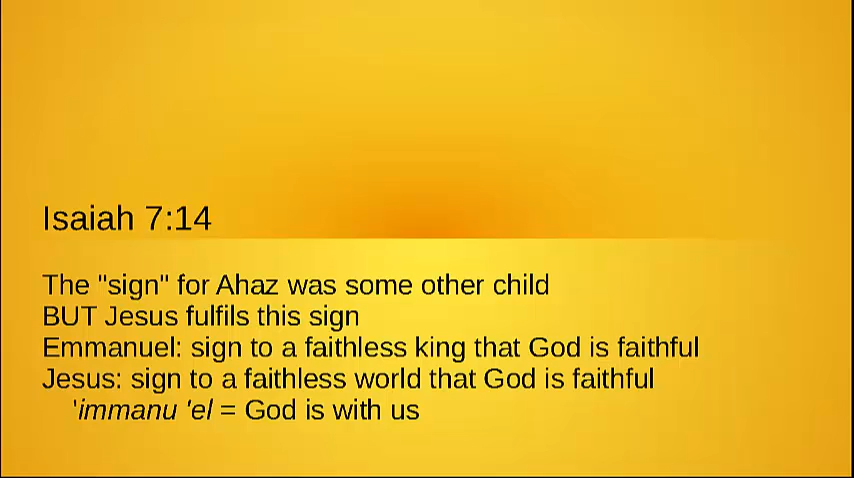 Isaiah 7:14
The "sign" for Ahaz was some other child
BUT Jesus fulfils this sign
Emmanuel: sign to a faithless king that God is faithful
Jesus: sign to a faithless world that God is faithful
'immanu 'el = God is with us